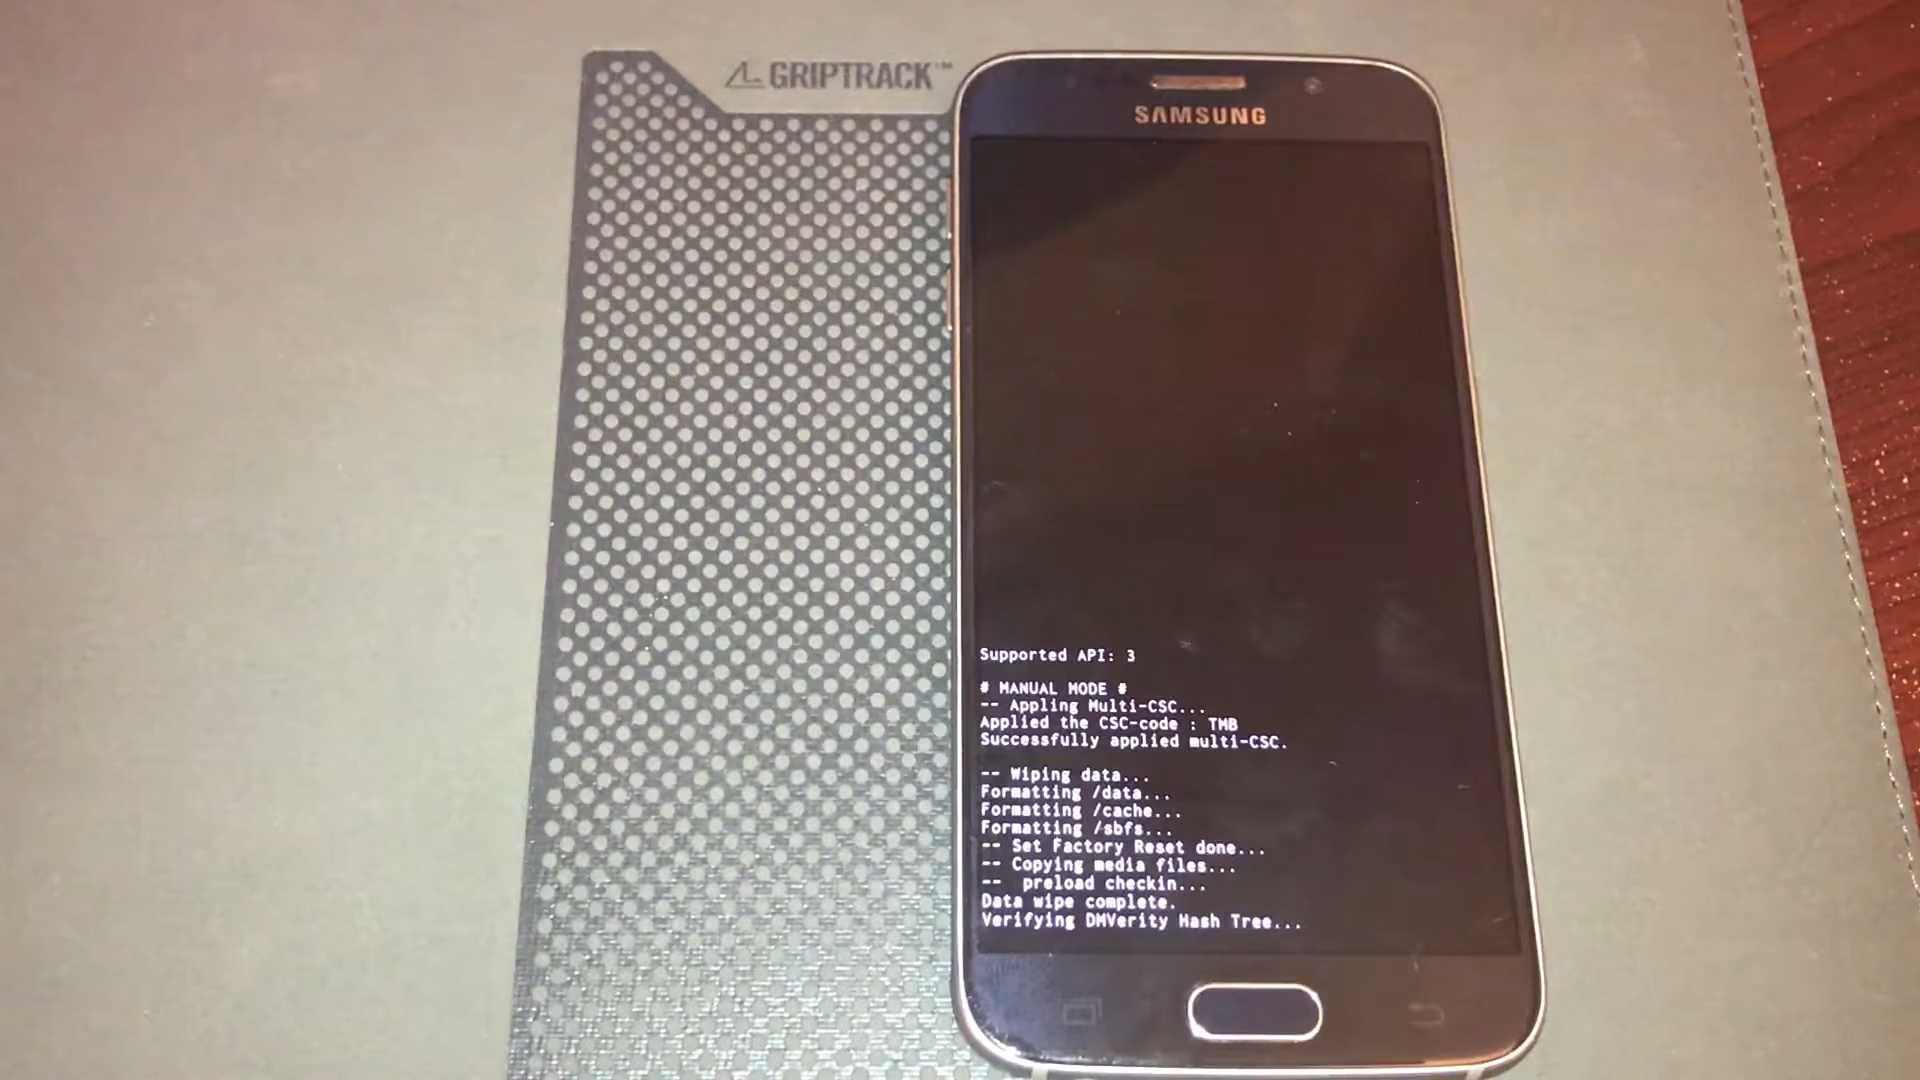 GRIPTRACK™
SAMSUNG
Supported API: 3
# MANUAL MODE #
-- Appling Multi-CSC...
Applied the CSC-code : TMB
Successfully applied multi-CSC.
-- Wiping data...
Formatting /data...
Formatting /cache...
Formatting /sbfs...
-- Set Factory Reset done...
-- Copying media files...
-- preload checkin...
Data wipe complete.
Verifying DMVerity Hash Tree...